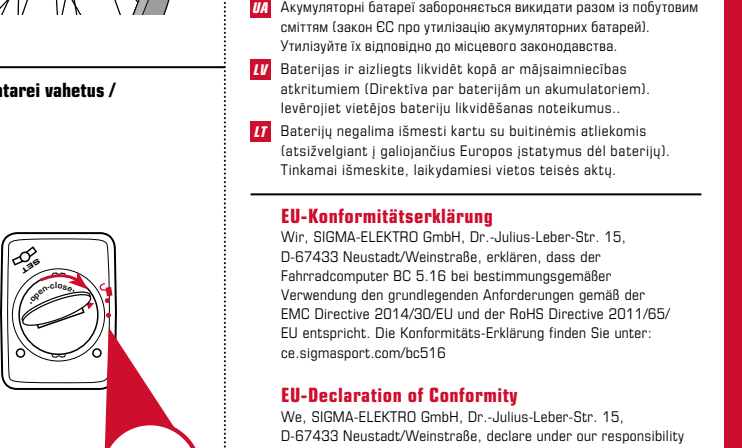 tarei vahetus /
SET
open-close
UA Акумуляторні батареї забороняється викидати разом із побутовим
сміттям (закон ЄС про утилізацію акумуляторних батарей).
Утилізуйте їх відповідно до місцевого законодавства.
LV Baterijas ir aizliegts likvidēt kopā ar mājsaimniecības
atkritumiem (Direktīva par baterijām un akumulatoriem).
Ievērojiet vietējos bateriju likvidēšanas noteikumus..
LT Baterijų negalima išmesti kartu su buitinėmis atliekomis
(atsižvelgiant į galiojančius Europos įstatymus dėl baterijų).
Tinkamai išmeskite, laikydamiesi vietos teisės aktų.
EU-Konformitätserklärung
Wir, SIGMA-ELEKTRO GmbH, Dr.-Julius-Leber-Str. 15,
D-67433 Neustadt/Weinstraße, erklären, dass der
Fahrradcomputer BC 5.16 bei bestimmungsgemäßer
Verwendung den grundlegenden Anforderungen gemäß der
EMC Directive 2014/30/EU und der RoHS Directive 2011/65/
EU entspricht. Die Konformitäts-Erklärung finden Sie unter:
ce.sigmasport.com/bc516
EU-Declaration of Conformity
We, SIGMA-ELEKTRO GmbH, Dr.-Julius-Leber-Str. 15,
D-67433 Neustadt/Weinstraße, declare under our responsibility